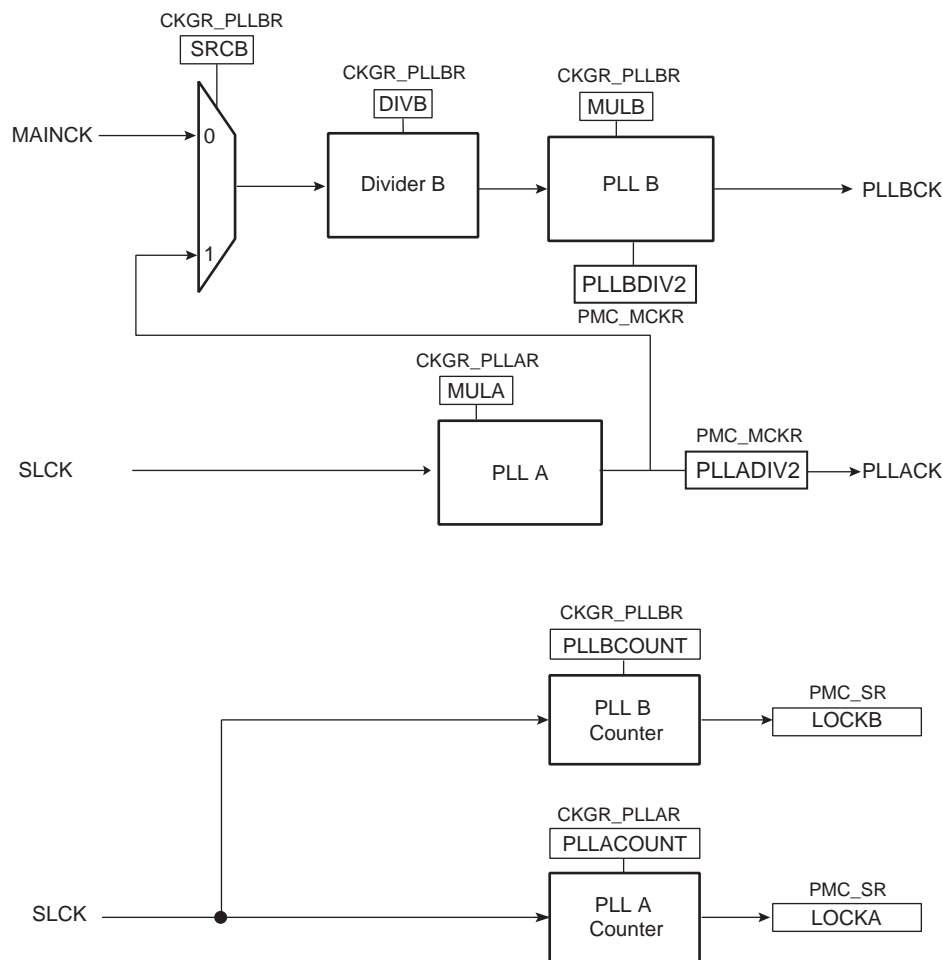 CKGR_PLLBR
SRCB
MAINCK
0
1
CKGR_PLLBR
DIVB
Divider B
CKGR_PLLBR
MULB
PLL B
PLLBCK
PLLBDIV2
PMC_MCKR
CKGR_PLLAR
MULA
SLCK
PLL A
PMC_MCKR
PLLADIV2
PLLACK
CKGR_PLLBR
PLLBCOUNT
PLL B
Counter
PMC_SR
LOCKB
CKGR_PLLAR
PLLACOUNT
SLCK
PLL A
Counter
PMC_SR
LOCKA